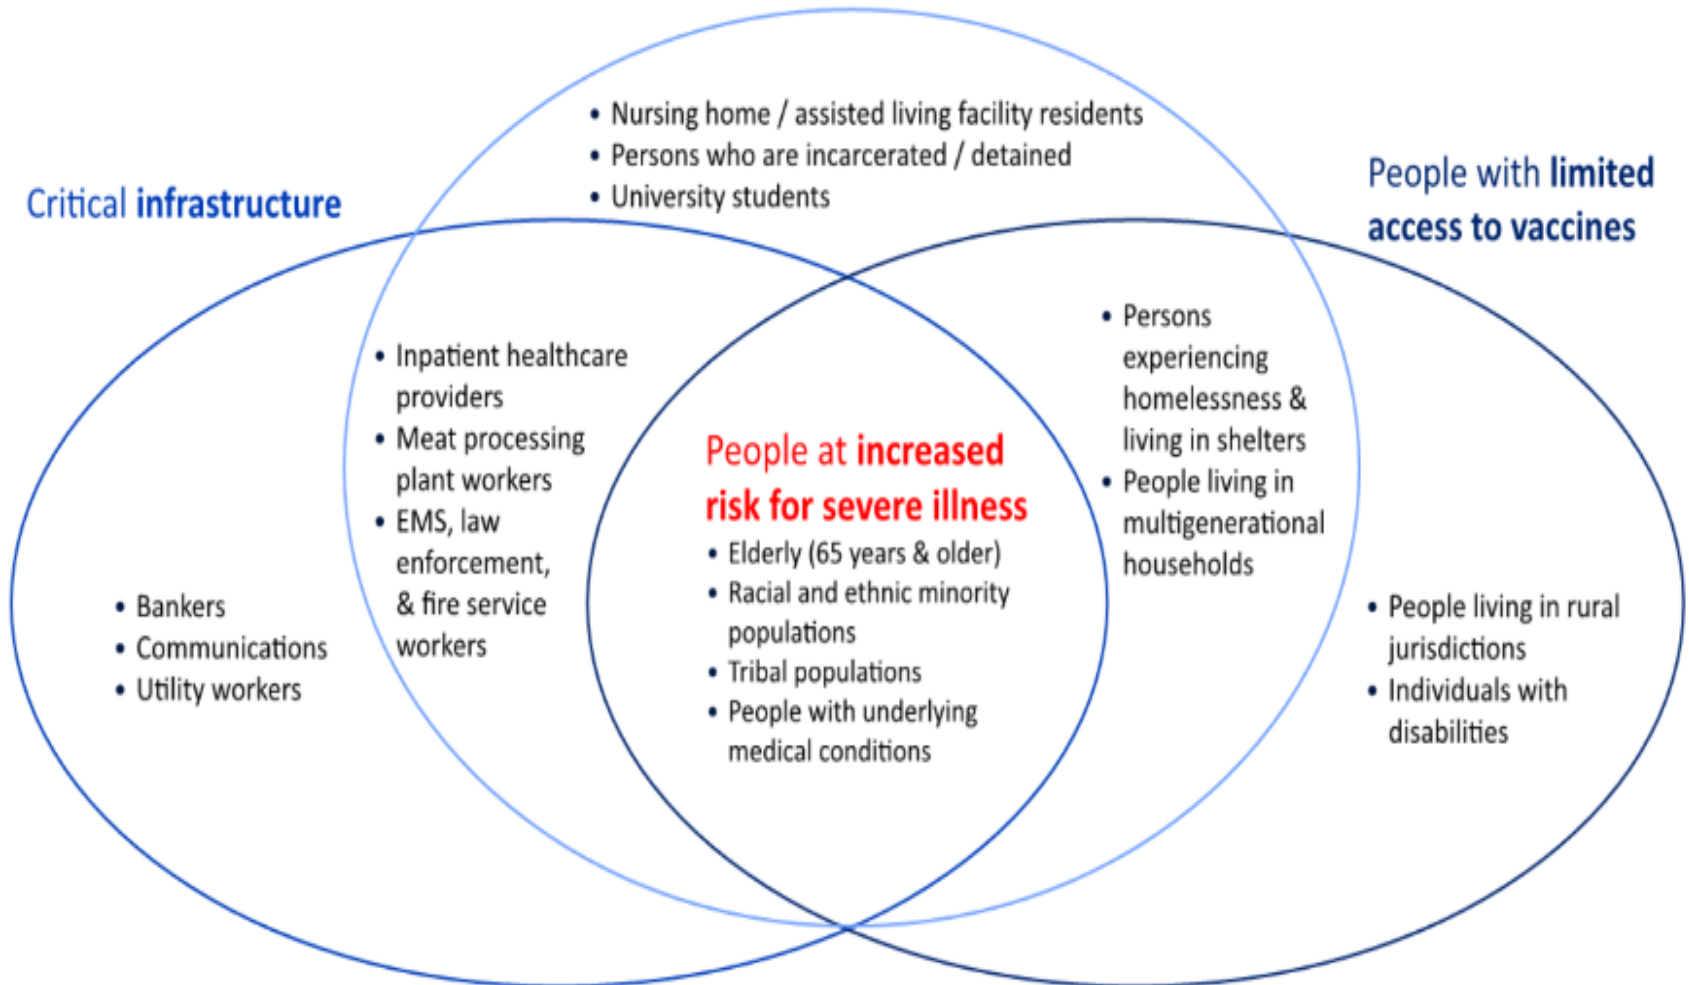 • Nursing home / assisted living facility residents
• Persons who are incarcerated / detained
• University students
Critical infrastructure
People with limited
access to vaccines
• Inpatient healthcare
providers
• Meat processing
plant workers
• EMS, law
enforcement,
& fire service
workers
• Persons
experiencing
homelessness &
living in shelters
• People living in
multigenerational
households
People at increased
risk for severe illness
• Elderly (65 years & older)
• Racial and ethnic minority
populations
• Tribal populations
• People with underlying
medical conditions
• Bankers
• Communications
• Utility workers
• People living in rural
jurisdictions
• Individuals with
disabilities